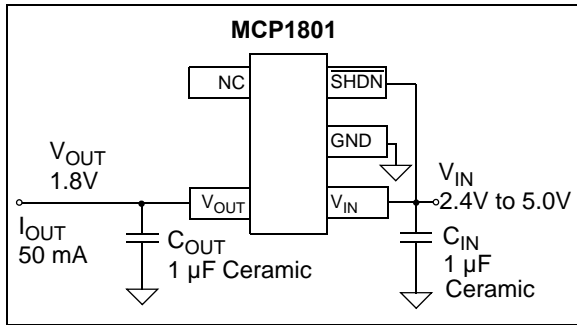 MCP1801
NC
SHDN
GND
VOUT
1.8V
VOUT
VIN
VIN
2.4V to 5.0V
IOUT
50 mA
COUT
1 µF Ceramic
CIN
1 µF
Ceramic